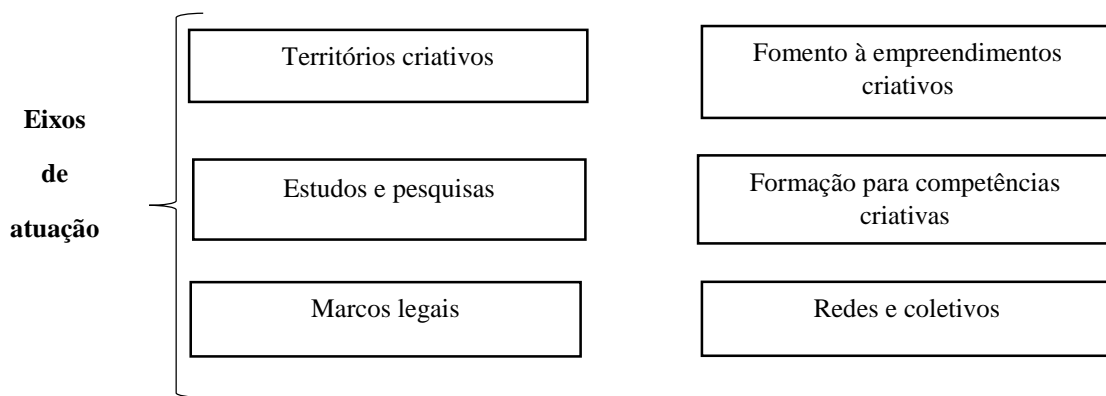 Eixos
de
atuação
Territórios criativos
Estudos e pesquisas
Marcos legais
Fomento à empreendimentos
criativos
Formação para competências
criativas
Redes e coletivos